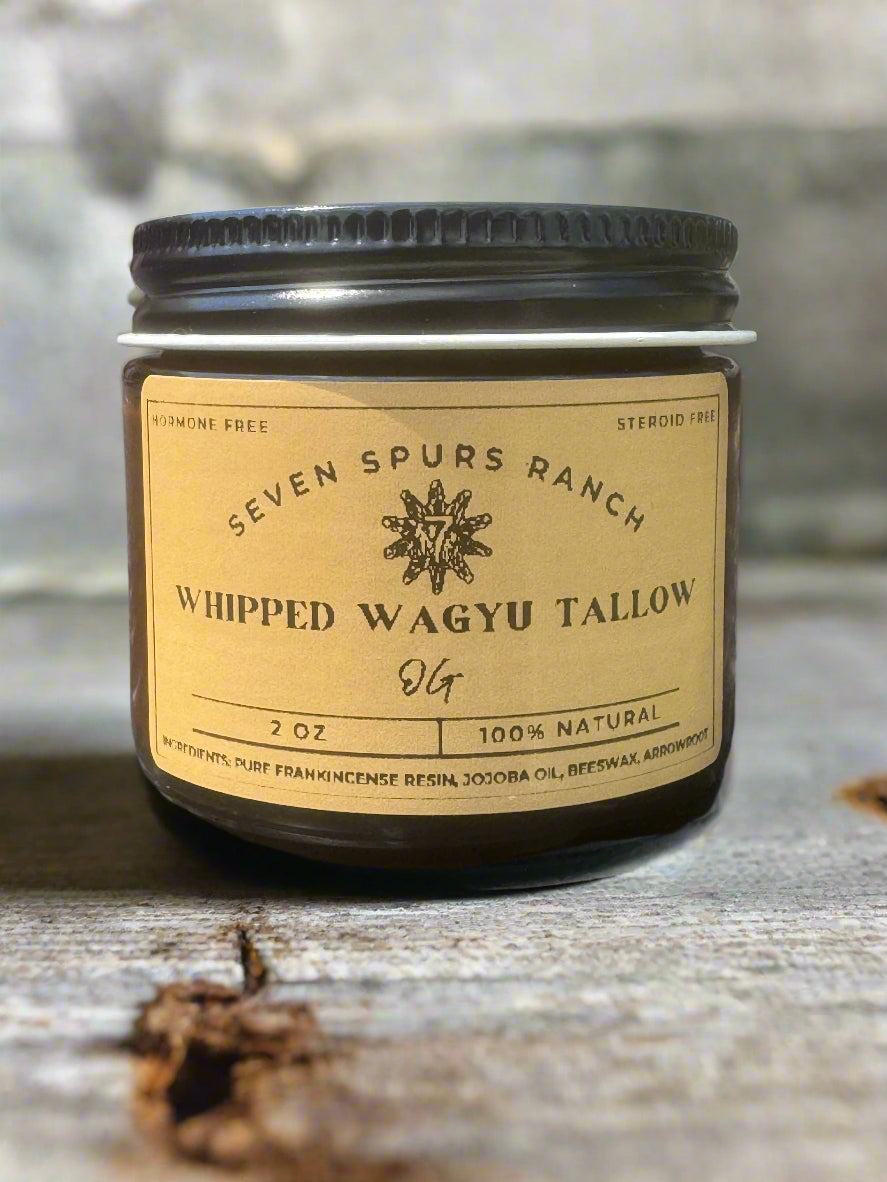 HORMONE FREE
STEROID FREE
SEVEN SPURS RANCH
7
WHIPPED WAGYU TALLOW
OG
2 OZ
100% NATURAL
INGREDIENTS: PURE FRANKINCENSE RESIN, JOJOBA OIL, BEESWAX, ARROWROOT